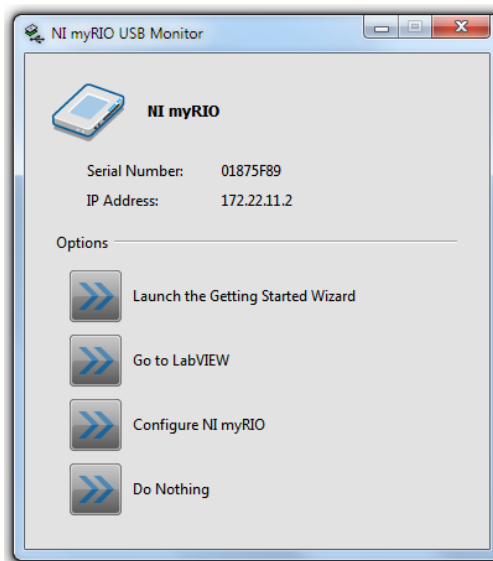 NI myRIO USB Monitor
NI myRIO
Serial Number: 01875F89
IP Address: 172.22.11.2
Options
Launch the Getting Started Wizard
Go to LabVIEW
Configure NI myRIO
Do Nothing